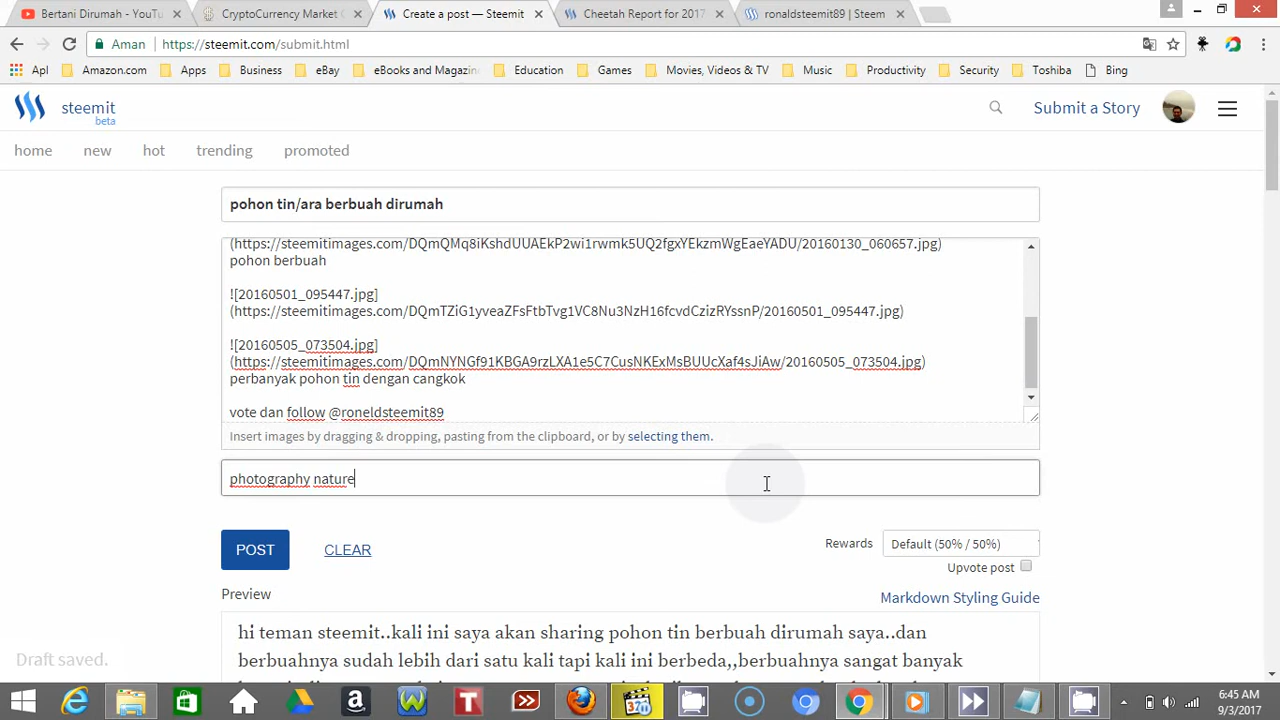 Bertani Dirumah - YouTu
CryptoCurrency Market
Create a post — Steemit
Cheetah Report for 2017
ronaldsteemit89 | Steem
Aman
https://steemit.com/submit.html
Apl
Amazon.com
Apps
Business
eBay
eBooks and Magazin
Education
Games
Movies, Videos & TV
Music
Productivity
Security
Toshiba
Bing
steemit
beta
Submit a Story
home
new
hot
trending
promoted
pohon tin/ara berbuah dirumah
(https://steemitimages.com/DQmQMq8iKshdUUAEkP2wi1rwmk5UQ2fgxYEkzmWgEaeYADU/20160130_060657.jpg)
pohon berbuah
![20160501_095447.jpg]
(https://steemitimages.com/DQmTZiG1yveaZFsFtbTvg1VC8Nu3NzH16fcvdCzizRYssnP/20160501_095447.jpg)
![20160505_073504.jpg]
(https://steemitimages.com/DQmNYNGf91KBGA9rzLXA1e5C7CusNKExMsBUUcXaf4sJiAw/20160505_073504.jpg)
perbanyak pohon tin dengan cangkok
vote dan follow @roneldsteemit89
Insert images by dragging & dropping, pasting from the clipboard, or by selecting them.
photography nature
POST
CLEAR
Rewards
Default (50% / 50%)
Upvote post
Preview
Markdown Styling Guide
hi teman steemit..kali ini saya akan sharing pohon tin berbuah dirumah saya..dan
berbuahnya sudah lebih dari satu kali tapi kali ini berbeda,,berbuahnya sangat banyak
Draft saved.
6:45 AM
9/3/2017